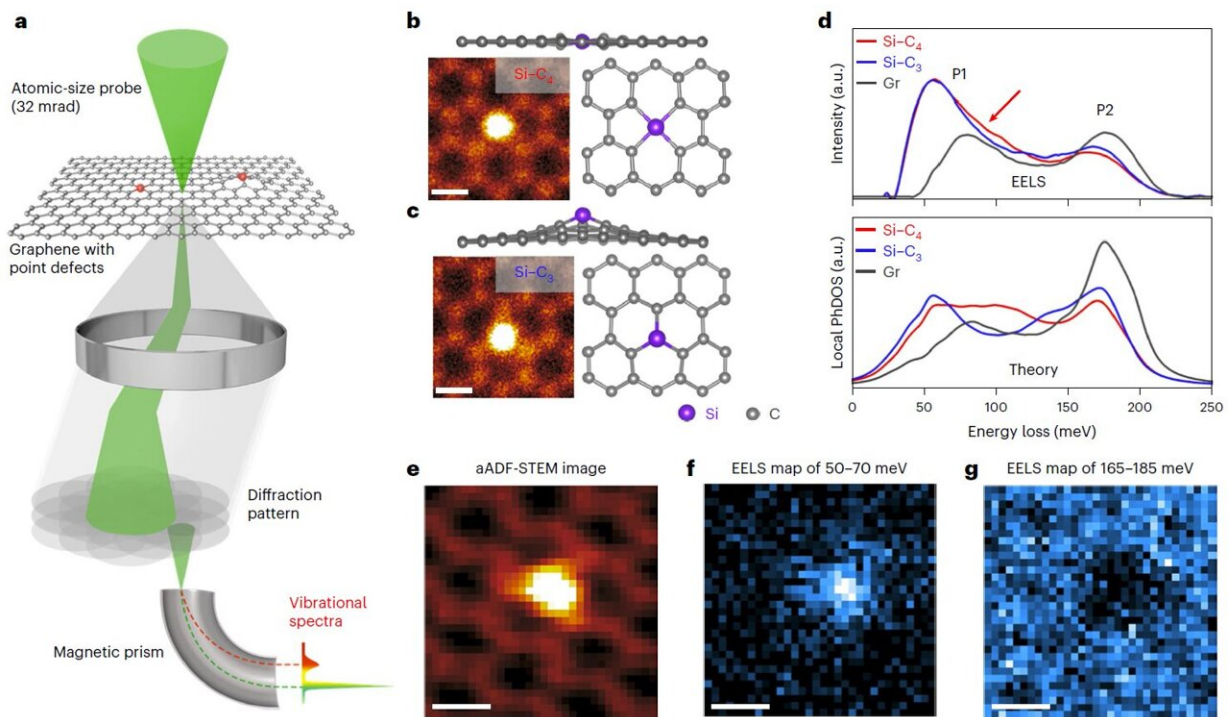 a
Atomic-size probe
(32 mrad)
Graphene with
point defects
Diffraction
pattern
Vibrational
spectra
Magnetic prism
b
Si–C4
c
Si–C3
Si
C
d
Si–C4
Si–C3
Gr
P1
P2
EELS
Intensity (a.u.)
Si–C4
Si–C3
Gr
Theory
Local PhDOS (a.u.)
0 50 100 150 200 250
Energy loss (meV)
e
aADF-STEM image
f
EELS map of 50–70 meV
g
EELS map of 165–185 meV